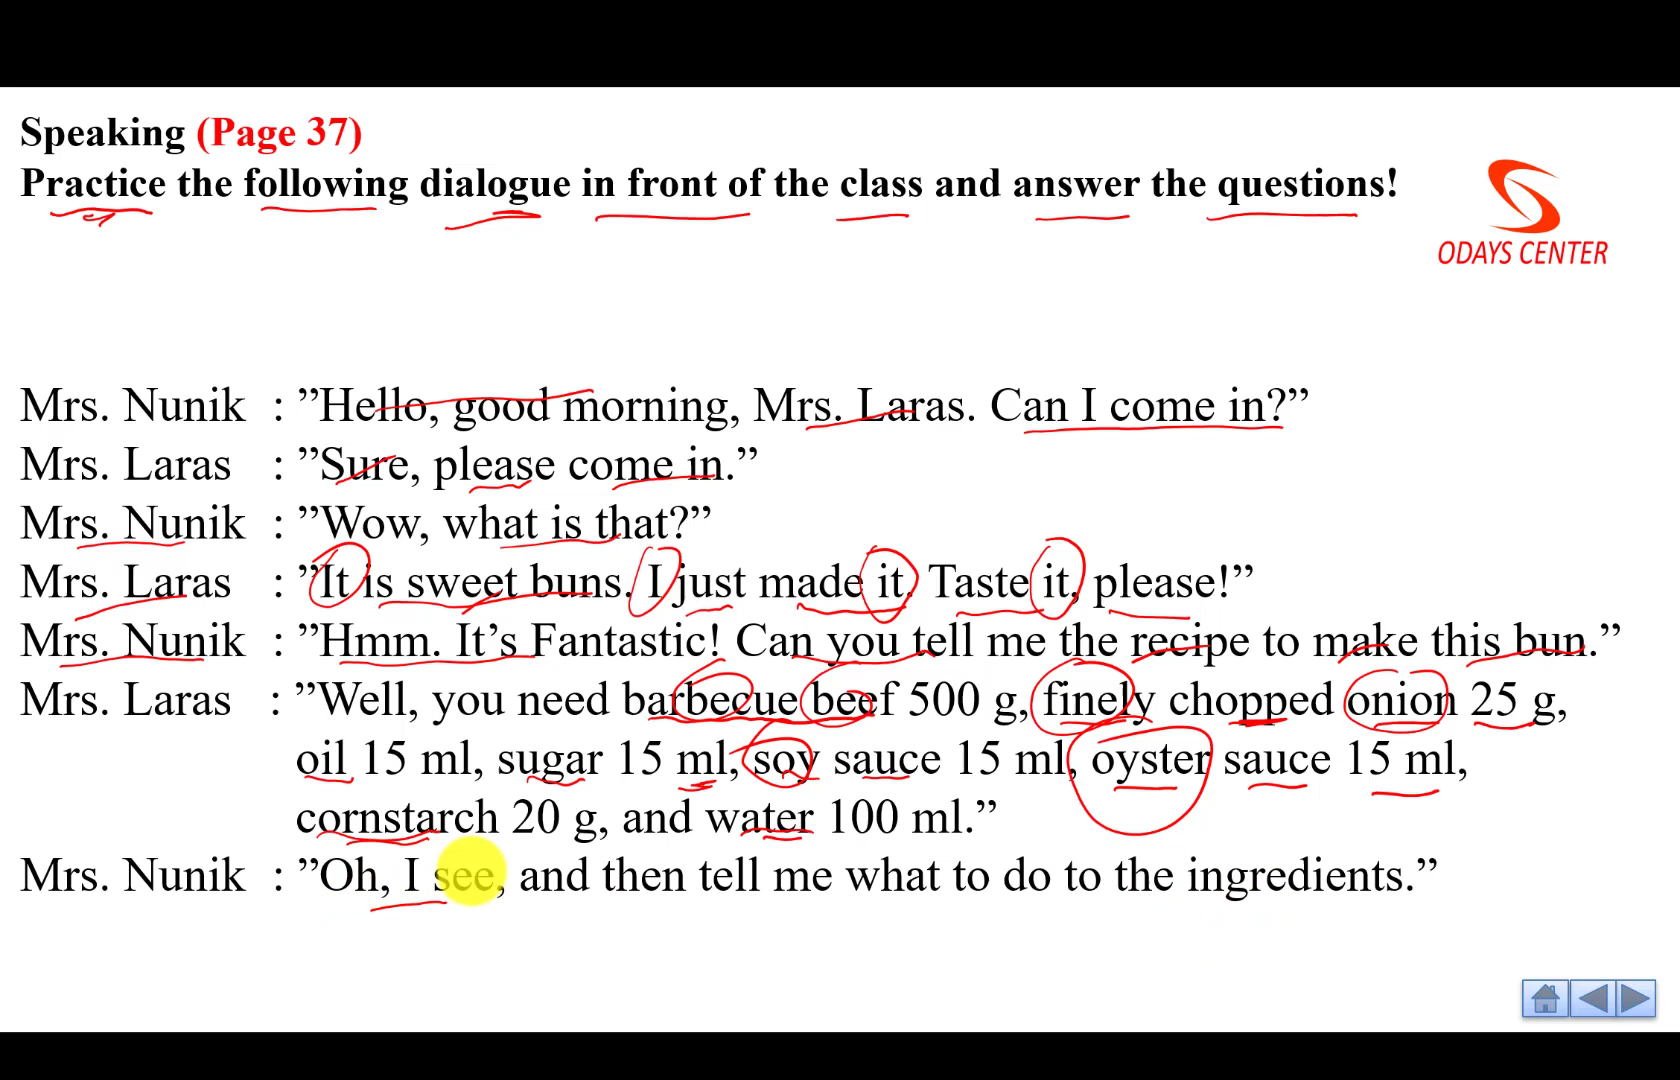 Speaking (Page 37)
Practice the following dialogue in front of the class and answer the questions!
ODAYS CENTER
Mrs. Nunik : ”Hello, good morning, Mrs. Laras. Can I come in?”
Mrs. Laras : ”Sure, please come in.”
Mrs. Nunik : ”Wow, what is that?”
Mrs. Laras : ”It is sweet buns. I just made it. Taste it, please!”
Mrs. Nunik : ”Hmm. It’s Fantastic! Can you tell me the recipe to make this bun.”
Mrs. Laras : ”Well, you need barbecue beef 500 g, finely chopped onion 25 g,
oil 15 ml, sugar 15 ml, soy sauce 15 ml, oyster sauce 15 ml,
cornstarch 20 g, and water 100 ml.”
Mrs. Nunik : ”Oh, I see, and then tell me what to do to the ingredients.”